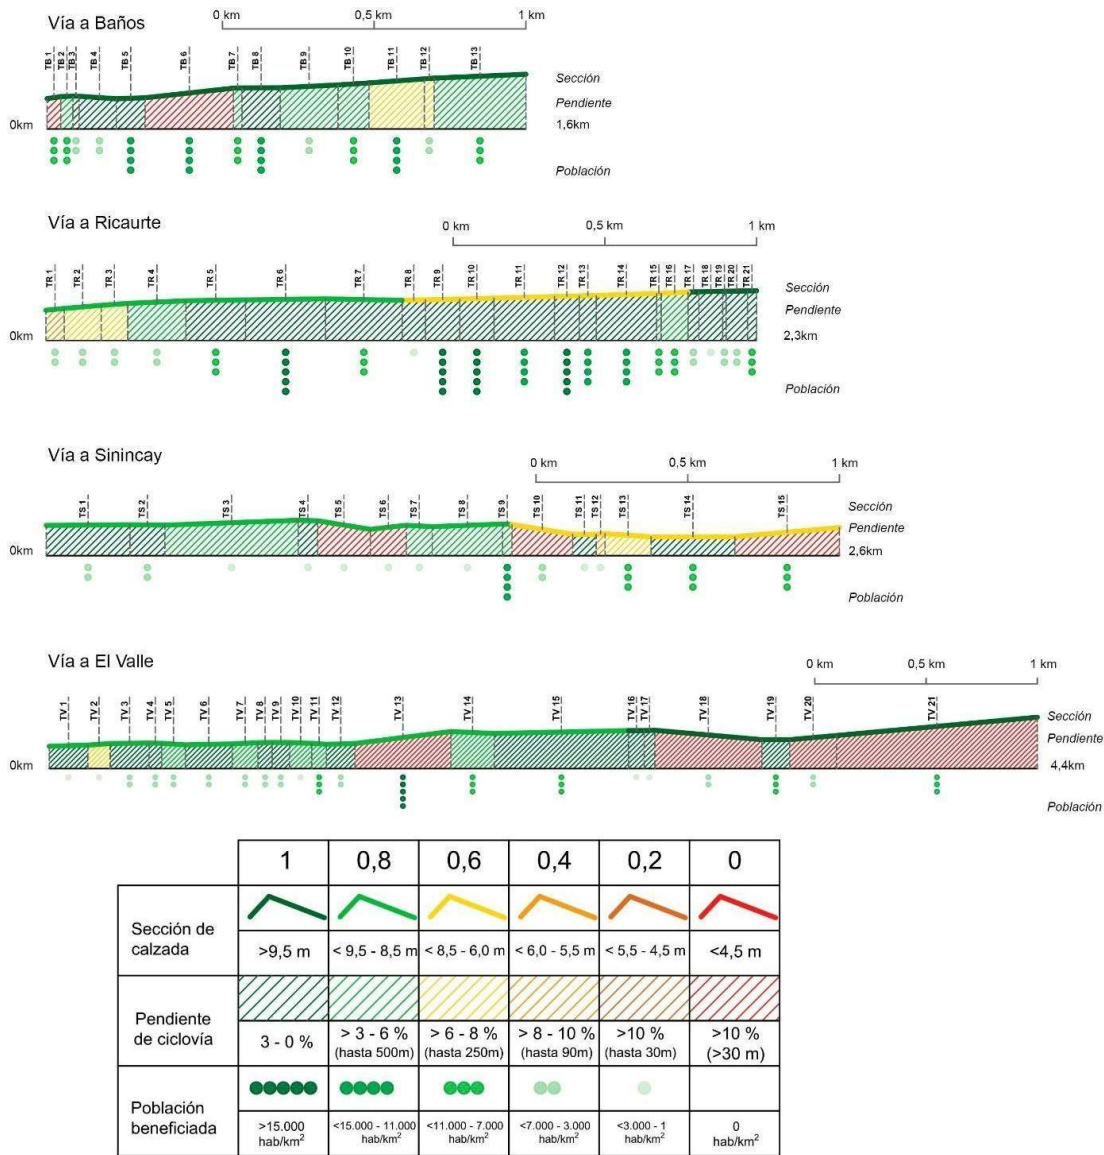 Vía a Baños
0 km 0,5 km 1 km
TB 1 TB 2 TB 3 TB 4 TB 5 TB 6 TB 7 TB 8 TB 9 TB 10 TB 11 TB 12 TB 13
Sección
Pendiente
0km 1,6km
Población
Vía a Ricaurte
0 km 0,5 km 1 km
TR 1 TR 2 TR 3 TR 4 TR 5 TR 6 TR 7 TR 8 TR 9 TR 10 TR 11 TR 12 TR 13 TR 14 TR 15 TR 16 TR 17 TR 18 TR 19 TR 20 TR 21
Sección
Pendiente
0km 2,3km
Población
Vía a Sinincay
0 km 0,5 km 1 km
TS 1 TS 2 TS 3 TS 4 TS 5 TS 6 TS 7 TS 8 TS 9 TS 10 TS 11 TS 12 TS 13 TS 14 TS 15
Sección
Pendiente
0km 2,6km
Población
Vía a El Valle
0 km 0,5 km 1 km
TV 1 TV 2 TV 3 TV 4 TV 5 TV 6 TV 7 TV 8 TV 9 TV 10 TV 11 TV 12 TV 13 TV 14 TV 15 TV 16 TV 17 TV 18 TV 19 TV 20 TV 21
Sección
Pendiente
0km 4,4km
Población
1 0,8 0,6 0,4 0,2 0
Sección de
calzada
>9,5 m < 9,5 - 8,5 m < 8,5 - 6,0 m < 6,0 - 5,5 m < 5,5 - 4,5 m <4,5 m
Pendiente
de ciclovía
3 - 0 % > 3 - 6 % > 6 - 8 % > 8 - 10 % >10 % >10 %
(hasta 500m) (hasta 250m) (hasta 90m) (hasta 30m) (>30 m)
Población
beneficiada
>15.000 <15.000 - 11.000 <11.000 - 7.000 <7.000 - 3.000 <3.000 - 1 0
hab/km² hab/km² hab/km² hab/km² hab/km² hab/km²